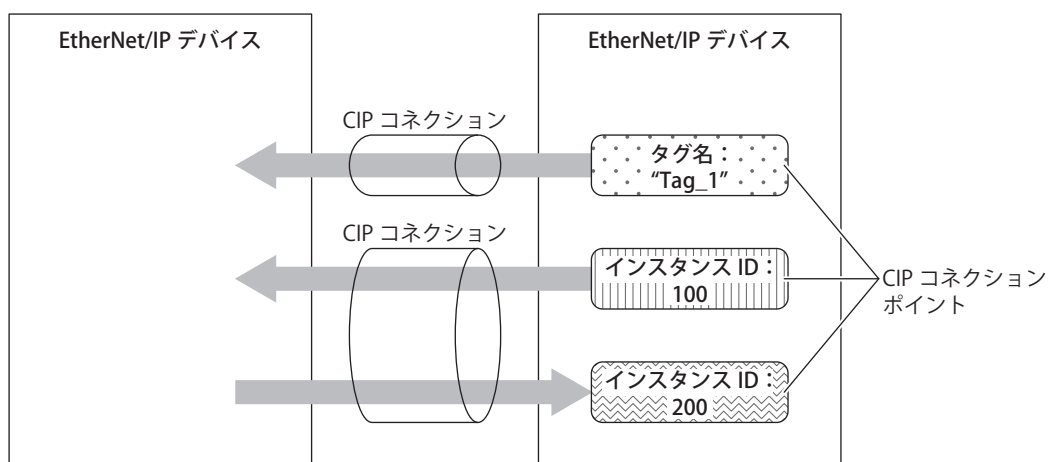 EtherNet/IP デバイス
EtherNet/IP デバイス
CIP コネクション
タグ名：
“Tag_1”
CIP コネクション
インスタンス ID：
100
CIP コネクション
ポイント
インスタンス ID：
200